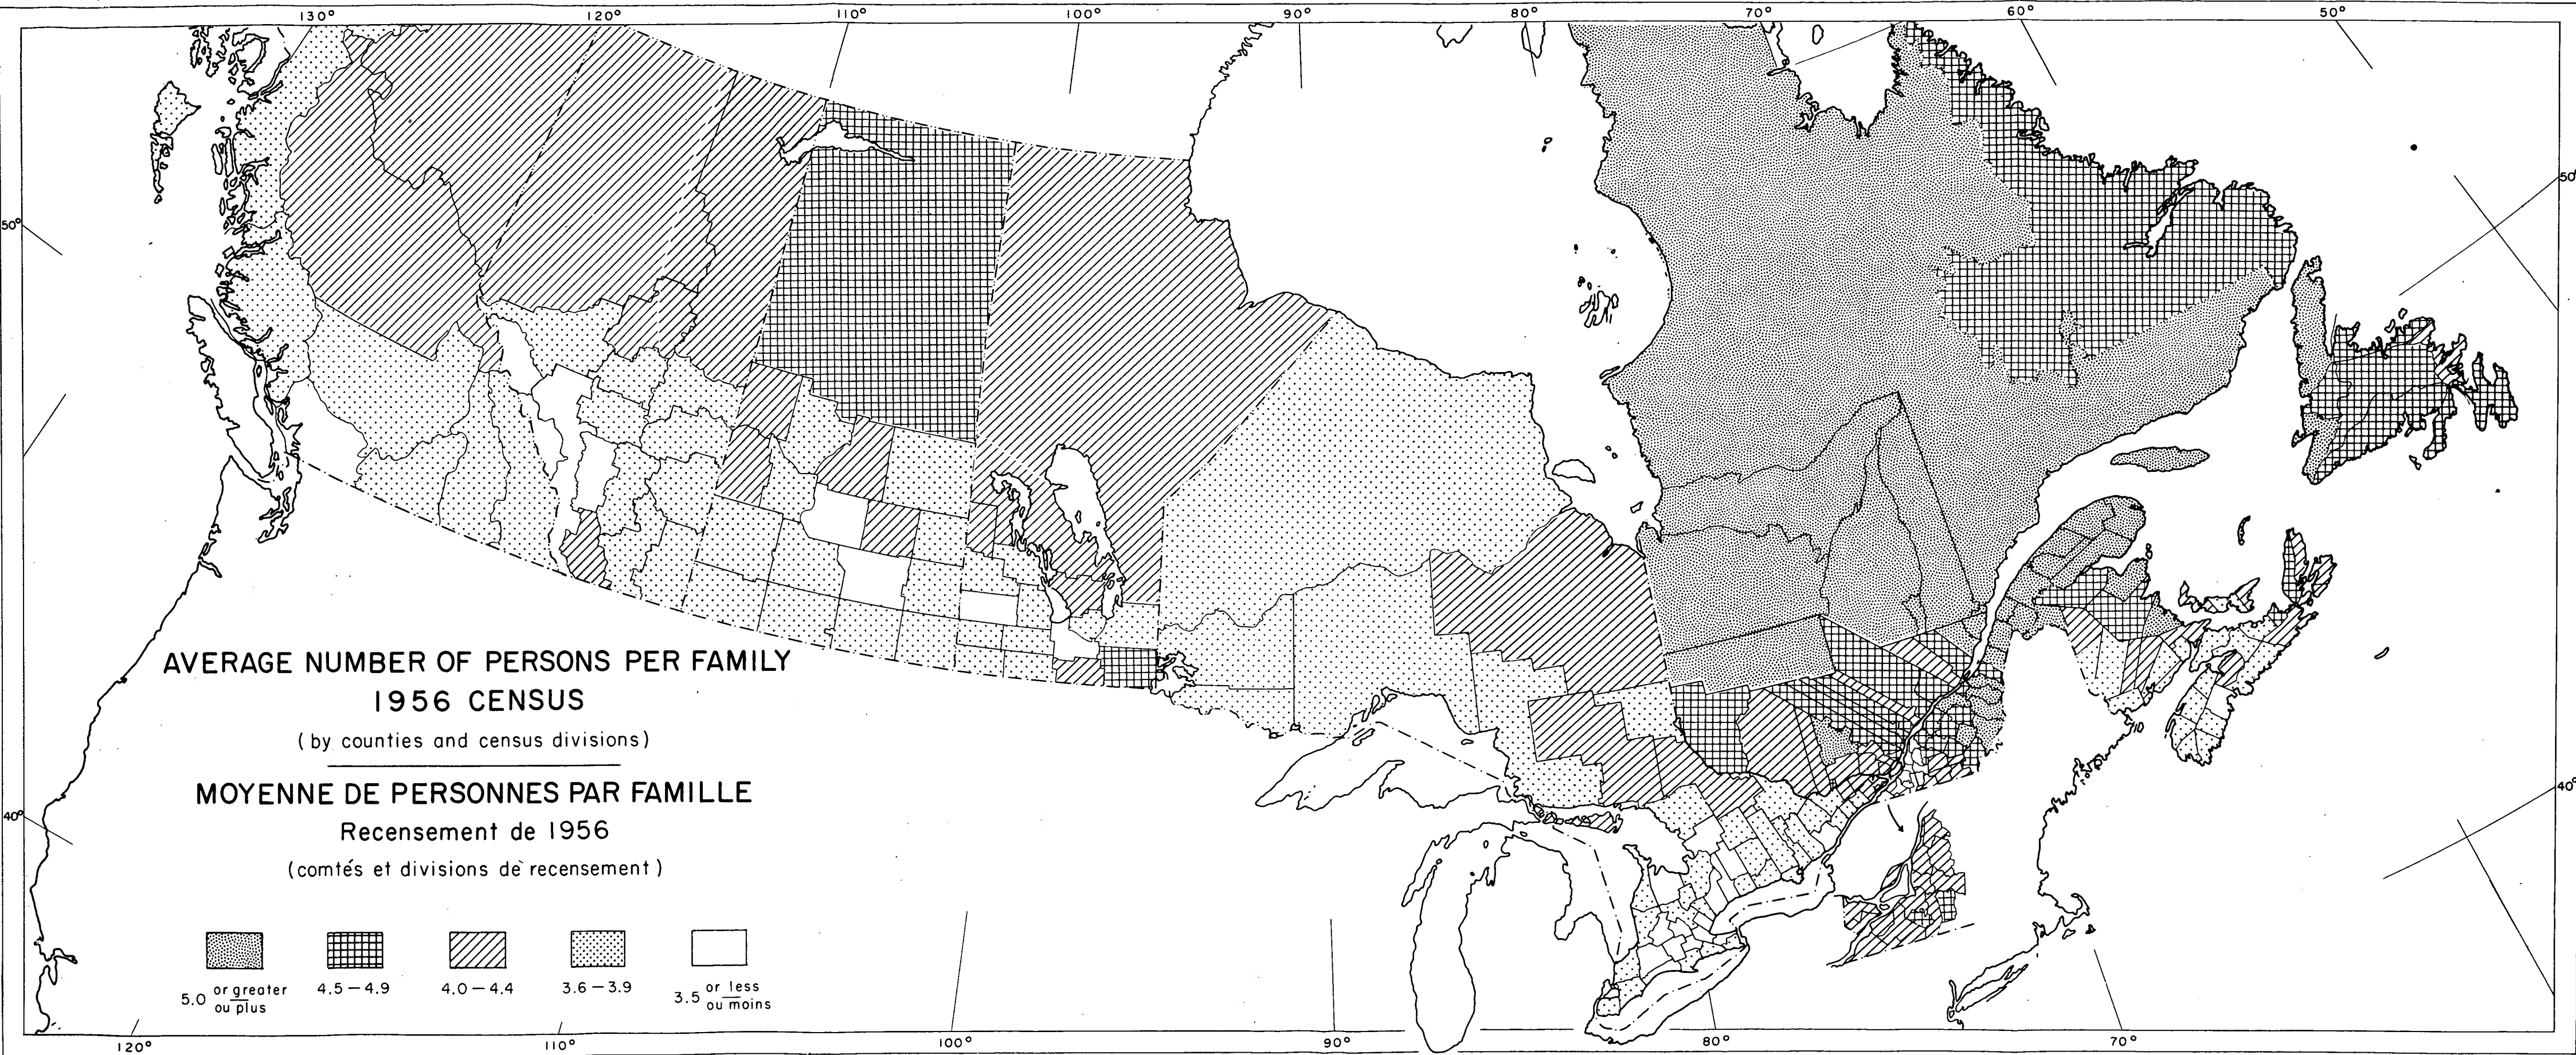 130° 120° 110° 100° 90° 80° 70° 60° 50°
50° 50°
AVERAGE NUMBER OF PERSONS PER FAMILY
1956 CENSUS
(by counties and census divisions)
MOYENNE DE PERSONNES PAR FAMILLE
Recensement de 1956
(comtés et divisions de recensement)
40° 40°
5.0 or greater
ou plus
4.5 – 4.9
4.0 – 4.4
3.6 – 3.9
3.5 or less
ou moins
120° 110° 100° 90° 80° 70°